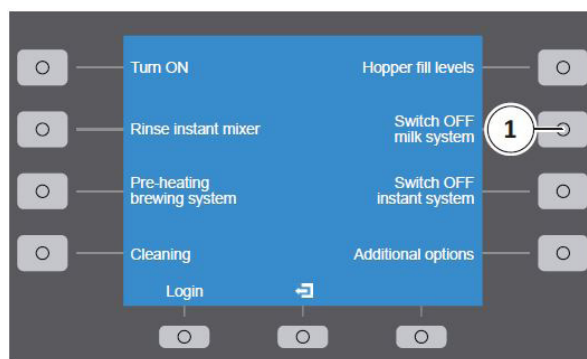 Turn ON
Hopper fill levels
Rinse instant mixer
Switch OFF
milk system
1
Pre-heating
brewing system
Switch OFF
instant system
Cleaning
Additional options
Login